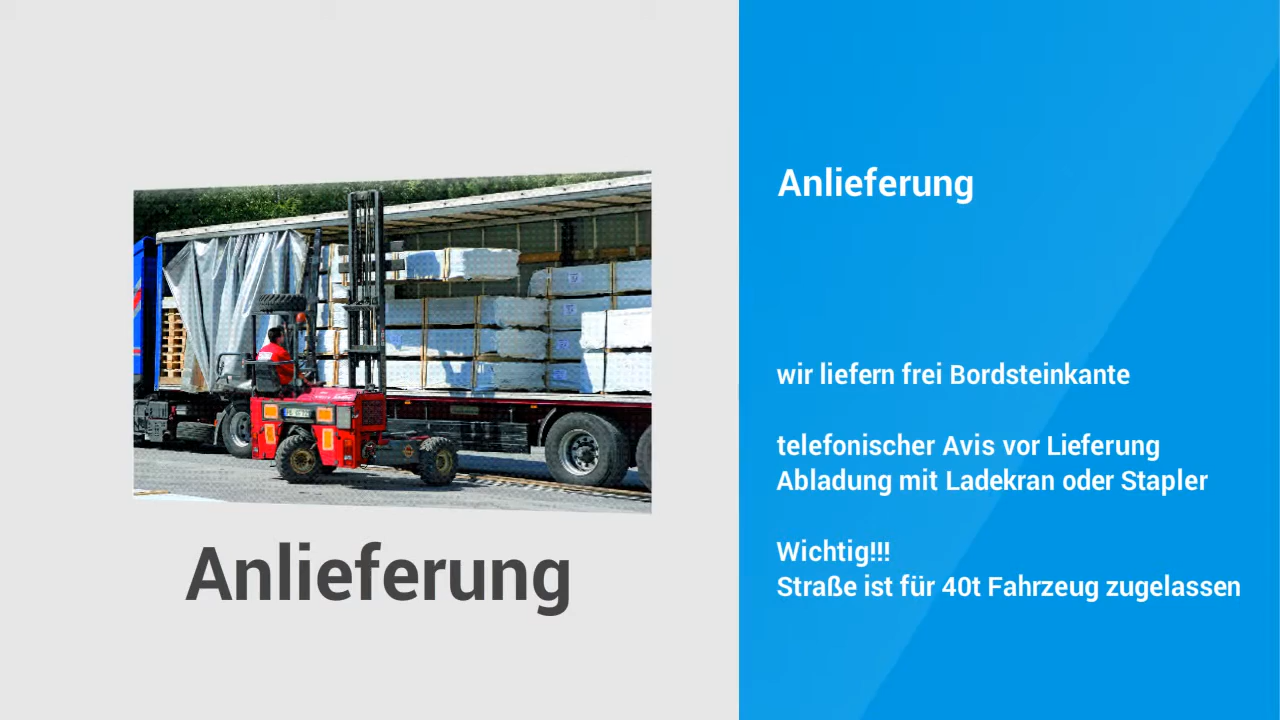 Anlieferung
Anlieferung
wir liefern frei Bordsteinkante
telefonischer Avis vor Lieferung
Abladung mit Ladekran oder Stapler
Wichtig!!!
Straße ist für 40t Fahrzeug zugelassen